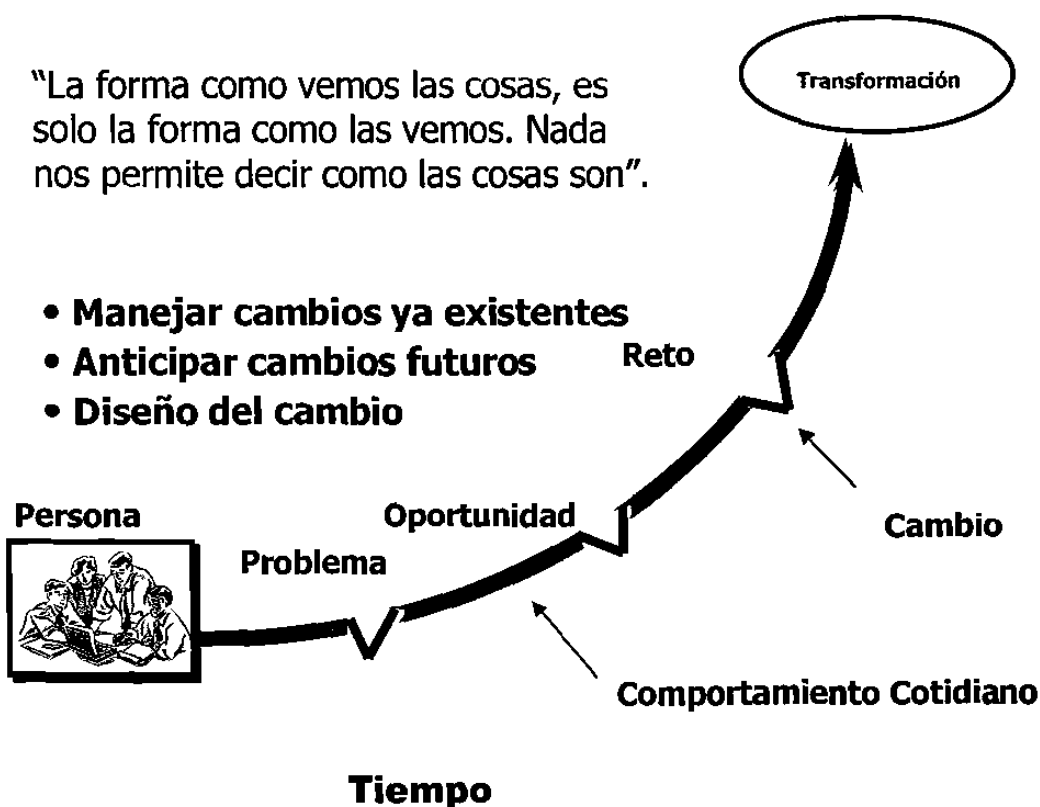 Transformación
“La forma como vemos las cosas, es
solo la forma como las vemos. Nada
nos permite decir como las cosas son”.
• Manejar cambios ya existentes
• Anticipar cambios futuros
• Diseño del cambio
Reto
Persona
Oportunidad
Cambio
Problema
Comportamiento Cotidiano
Tiempo